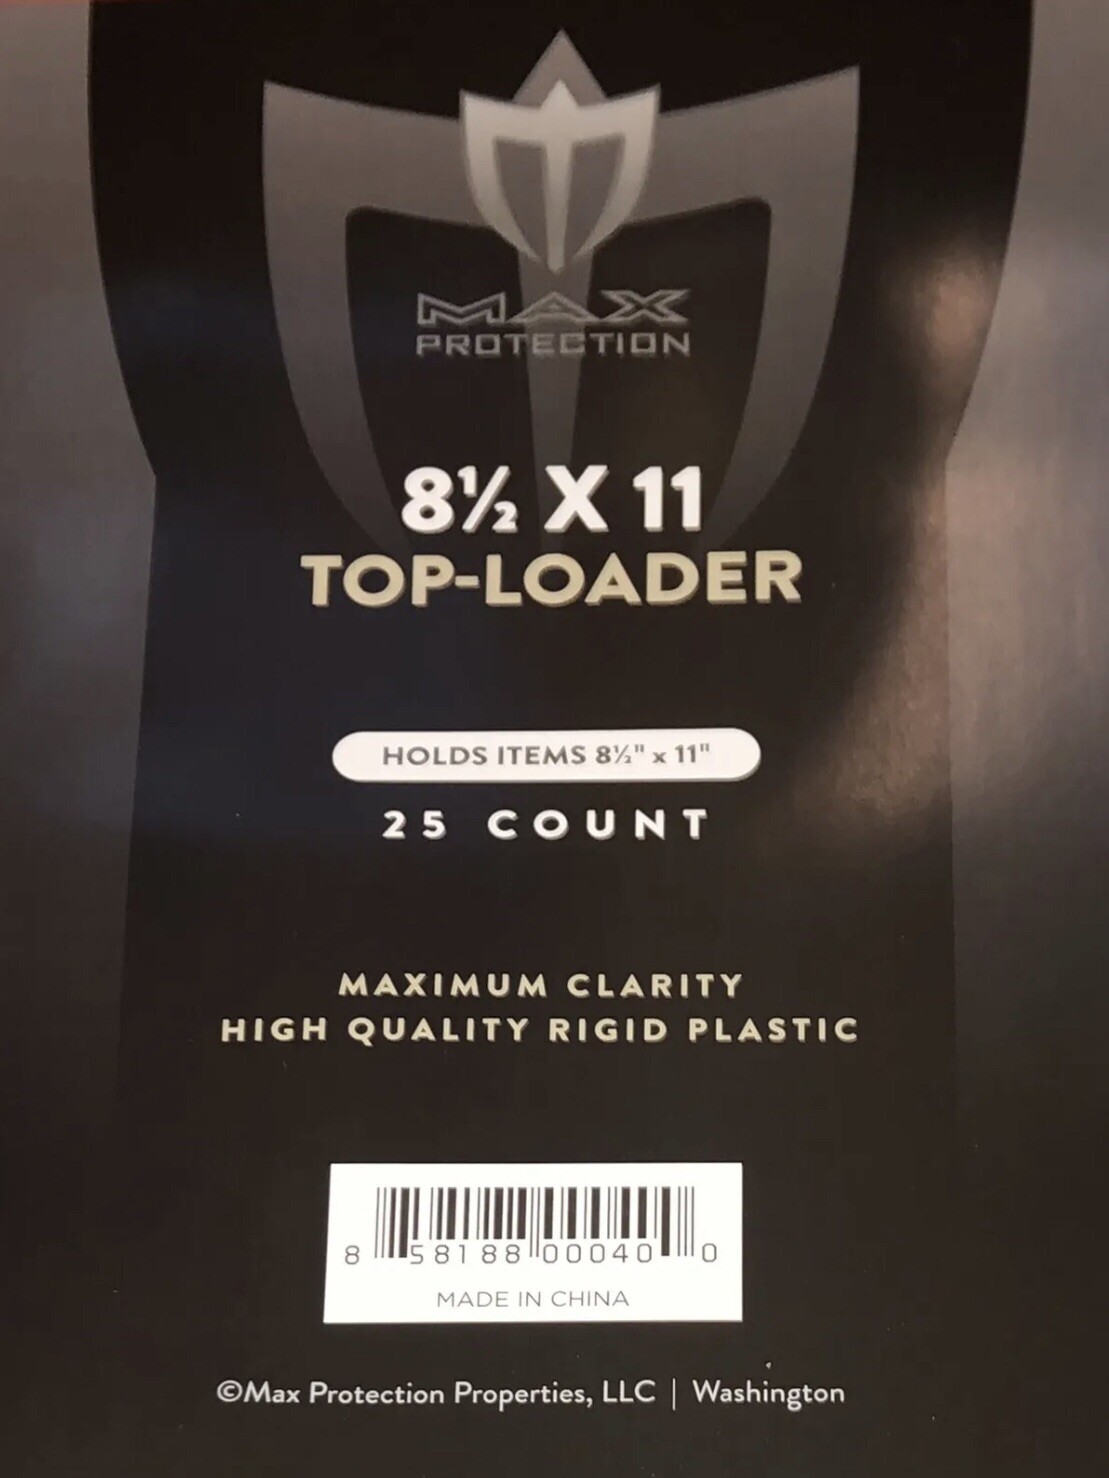 MAX
PROTECTION
8½ X 11
TOP-LOADER
HOLDS ITEMS 8½" x 11"
25 COUNT
MAXIMUM CLARITY
HIGH QUALITY RIGID PLASTIC
8 58188 00040 0
MADE IN CHINA
©Max Protection Properties, LLC | Washington